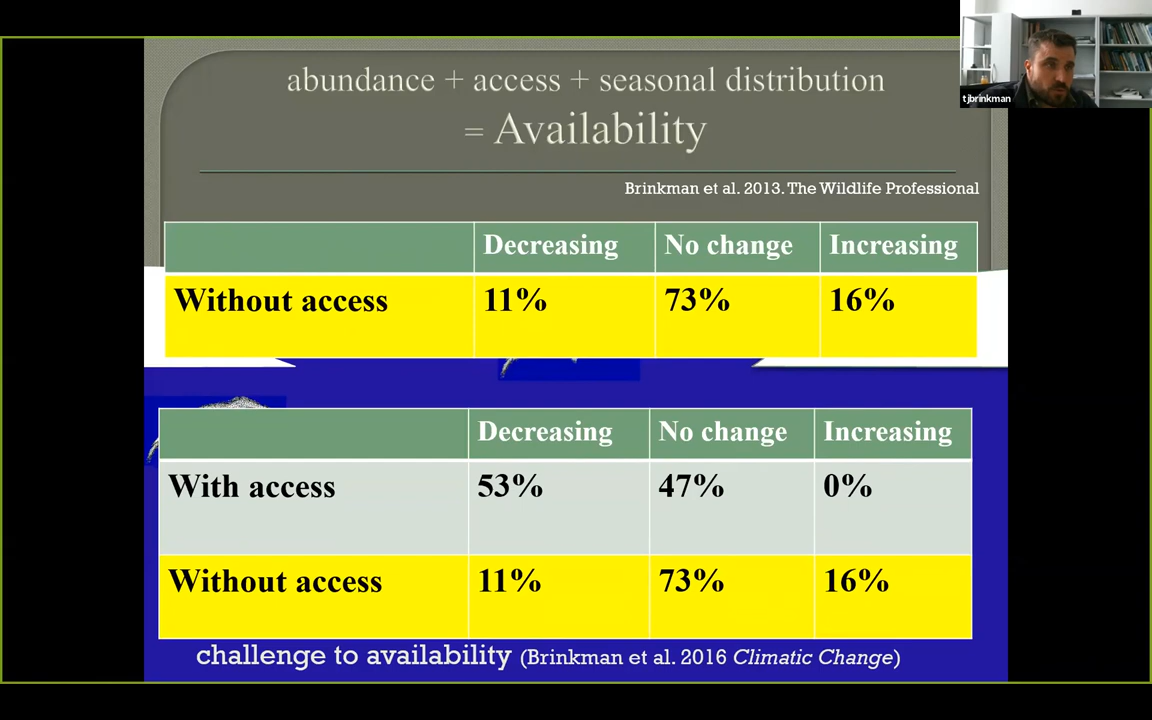 abundance + access + seasonal distribution
= Availability
tjbrinkman
Brinkman et al. 2013. The Wildlife Professional
Decreasing No change Increasing
Without access 11% 73% 16%
Decreasing No change Increasing
With access 53% 47% 0%
Without access 11% 73% 16%
challenge to availability (Brinkman et al. 2016 Climatic Change)